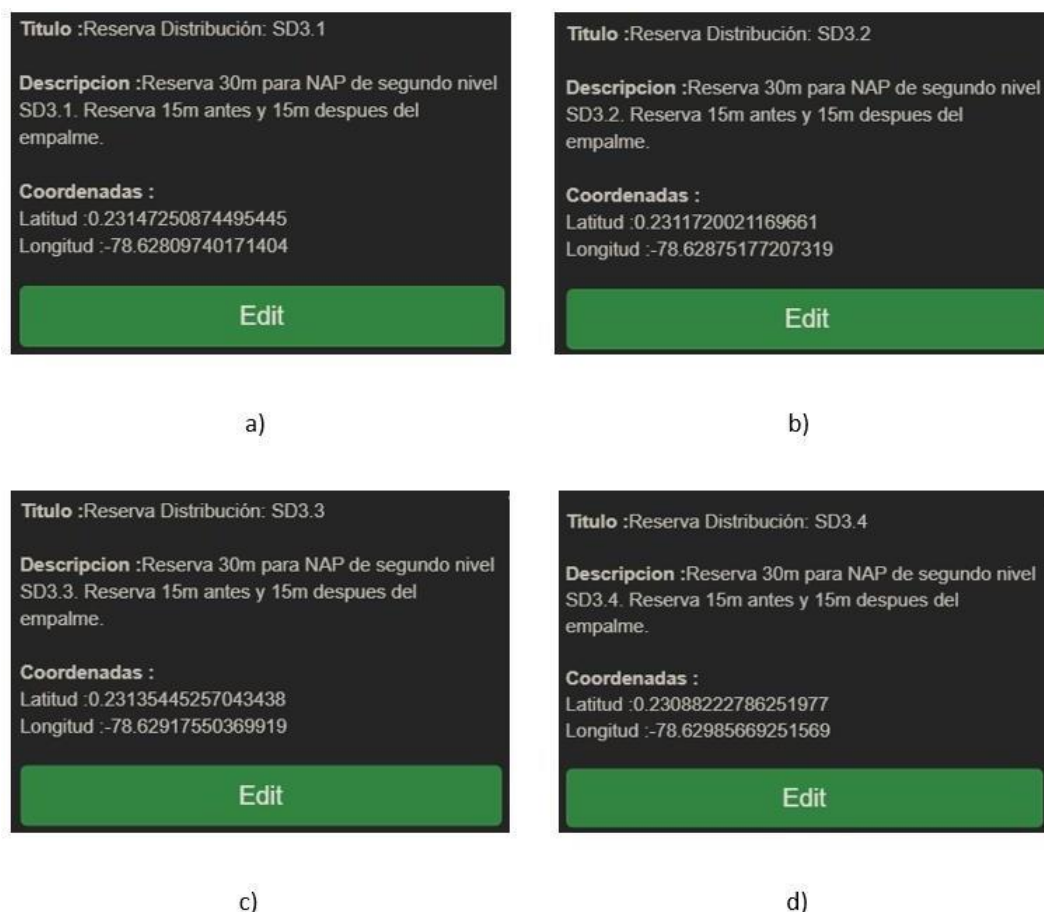 Titulo :Reserva Distribución: SD3.1
Descripcion :Reserva 30m para NAP de segundo nivel
SD3.1. Reserva 15m antes y 15m despues del
empalme.
Coordenadas :
Latitud :0.23147250874495445
Longitud :-78.62809740171404
Edit
a)
Titulo :Reserva Distribución: SD3.2
Descripcion :Reserva 30m para NAP de segundo nivel
SD3.2. Reserva 15m antes y 15m despues del
empalme.
Coordenadas :
Latitud :0.2311720021169661
Longitud :-78.62875177207319
Edit
b)
Titulo :Reserva Distribución: SD3.3
Descripcion :Reserva 30m para NAP de segundo nivel
SD3.3. Reserva 15m antes y 15m despues del
empalme.
Coordenadas :
Latitud :0.23135445257043438
Longitud :-78.62917550369919
Edit
c)
Titulo :Reserva Distribución: SD3.4
Descripcion :Reserva 30m para NAP de segundo nivel
SD3.4. Reserva 15m antes y 15m despues del
empalme.
Coordenadas :
Latitud :0.23088222786251977
Longitud :-78.62985669251569
Edit
d)